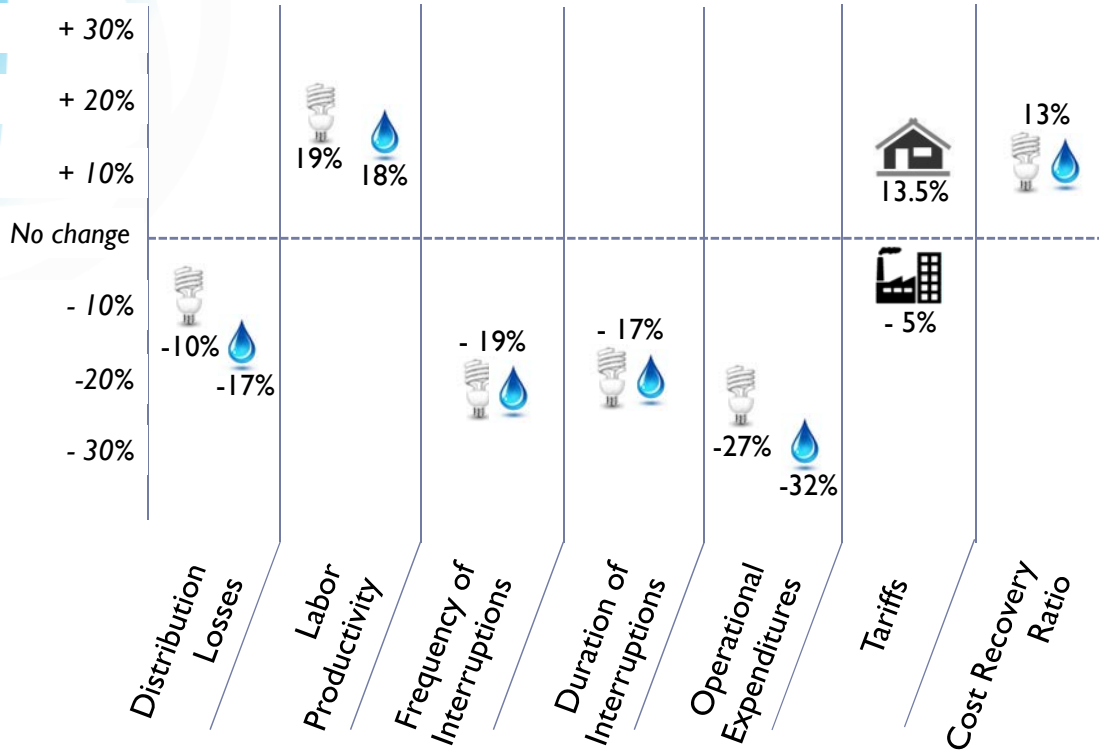 + 30%
+ 20%
+ 10%
No change
- 10%
-20%
- 30%
-10%
-17%
19%
18%
- 19%
- 17%
-27%
-32%
13.5%
- 5%
13%
Distribution
Losses
Labor
Productivity
Frequency of
Interruptions
Duration of
Interruptions
Operational
Expenditures
Tariffs
Cost Recovery
Ratio